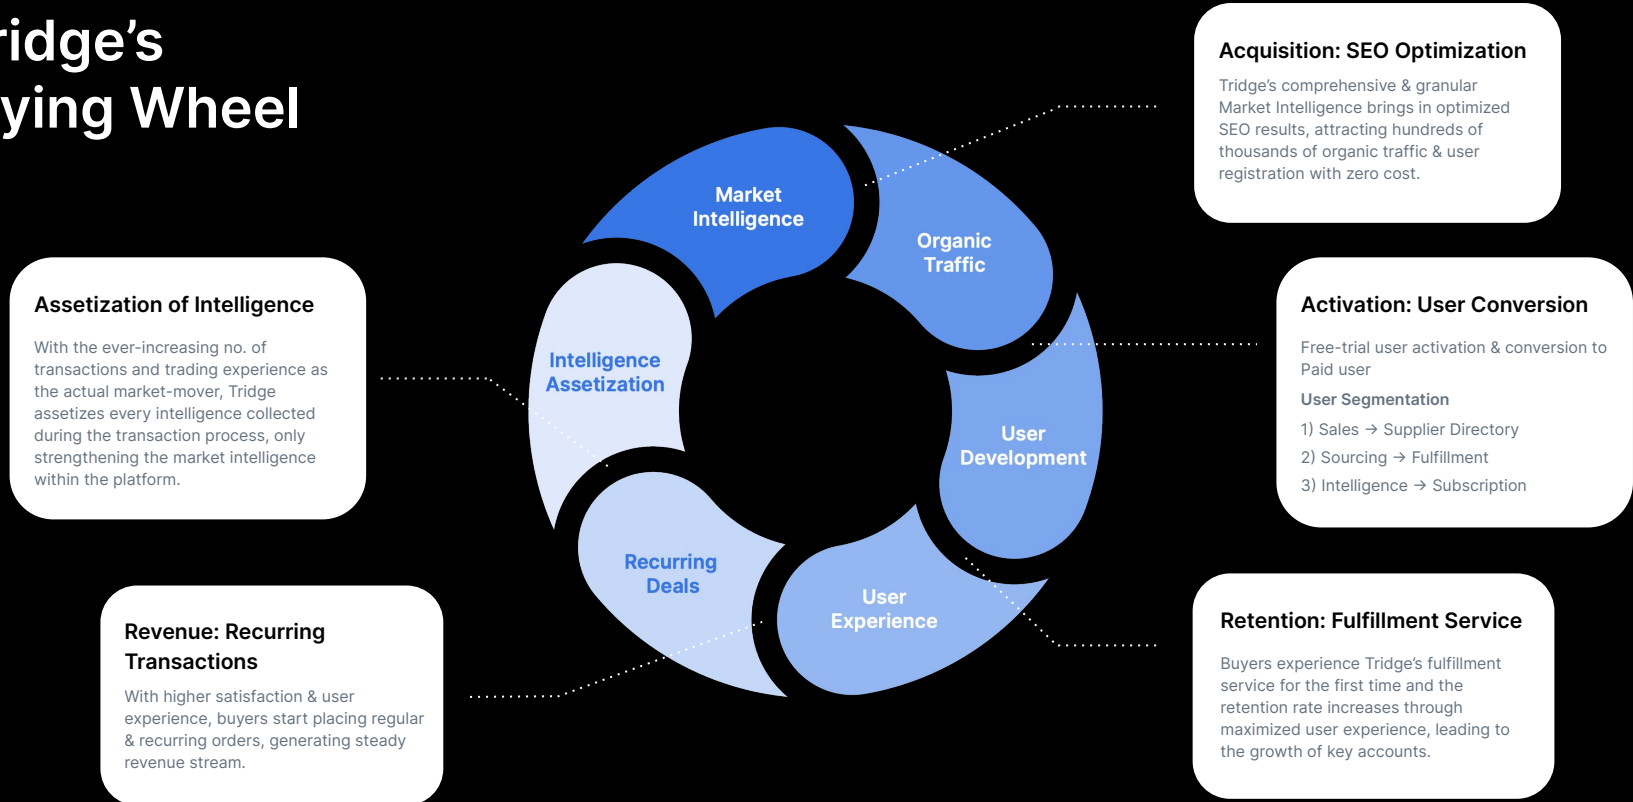 ridge’s
ying Wheel
Acquisition: SEO Optimization
Tridge’s comprehensive & granular
Market Intelligence brings in optimized
SEO results, attracting hundreds of
thousands of organic traffic & user
registration with zero cost.
Market
Intelligence
Organic
Traffic
Assetization of Intelligence
With the ever-increasing no. of
transactions and trading experience as
the actual market-mover, Tridge
assetizes every intelligence collected
during the transaction process, only
strengthening the market intelligence
within the platform.
Activation: User Conversion
Free-trial user activation & conversion to
Paid user
User Segmentation
1) Sales → Supplier Directory
2) Sourcing → Fulfillment
3) Intelligence → Subscription
Intelligence
Assetization
User
Development
Recurring
Deals
User
Experience
Revenue: Recurring
Transactions
With higher satisfaction & user
experience, buyers start placing regular
& recurring orders, generating steady
revenue stream.
Retention: Fulfillment Service
Buyers experience Tridge’s fulfillment
service for the first time and the
retention rate increases through
maximized user experience, leading to
the growth of key accounts.